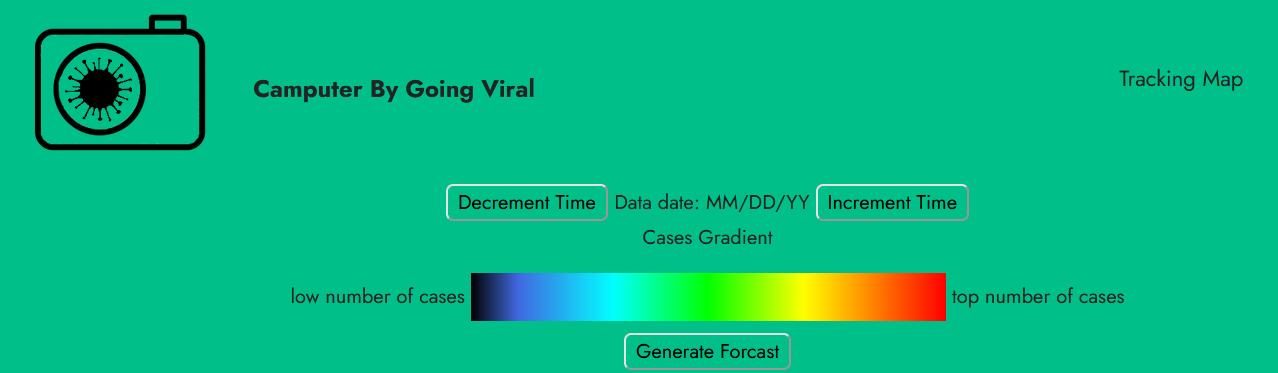 Camputer By Going Viral
Tracking Map
Decrement Time Data date: MM/DD/YY Increment Time
Cases Gradient
low number of cases top number of cases
Generate Forcast